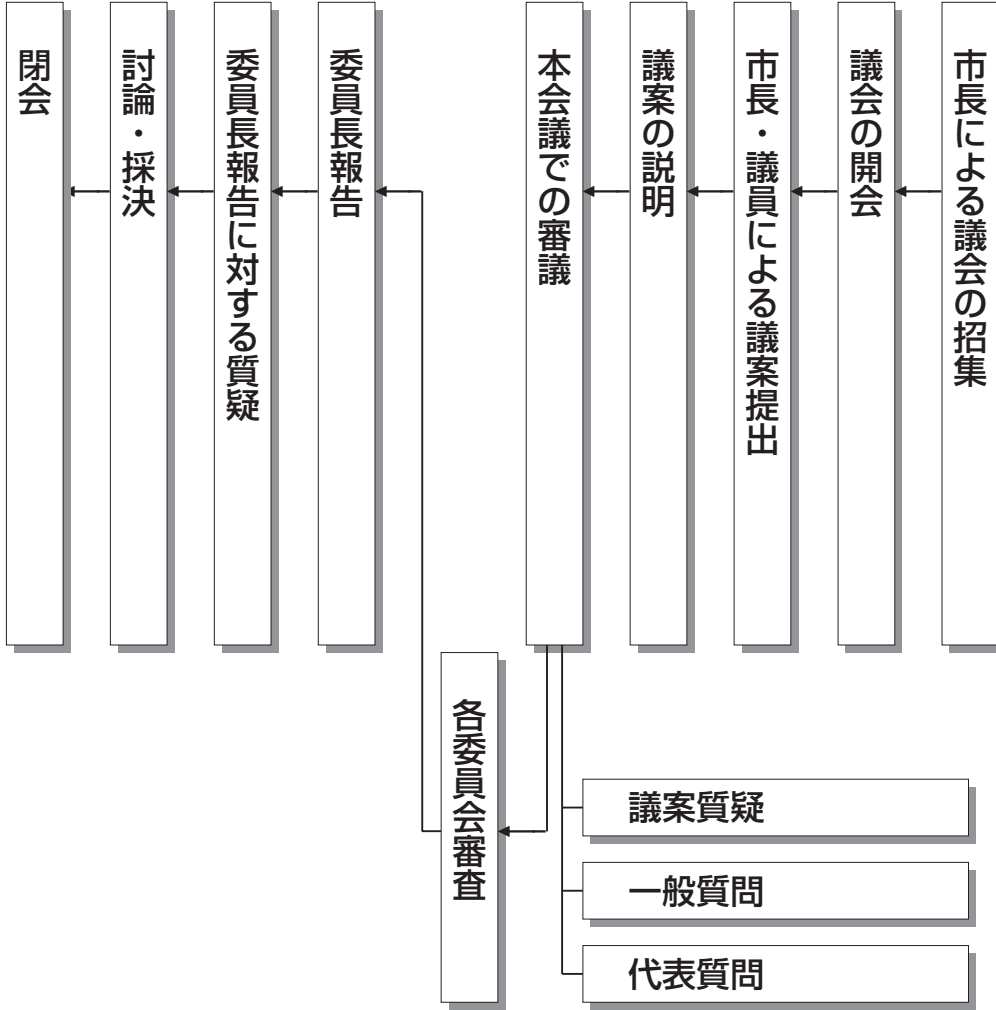 市長による議会の招集
議会の開会
市長・議員による議案提出
議案の説明
本会議での審議
議案質疑
一般質問
代表質問
各委員会審査
委員長報告
委員長報告に対する質疑
討論・採決
閉会